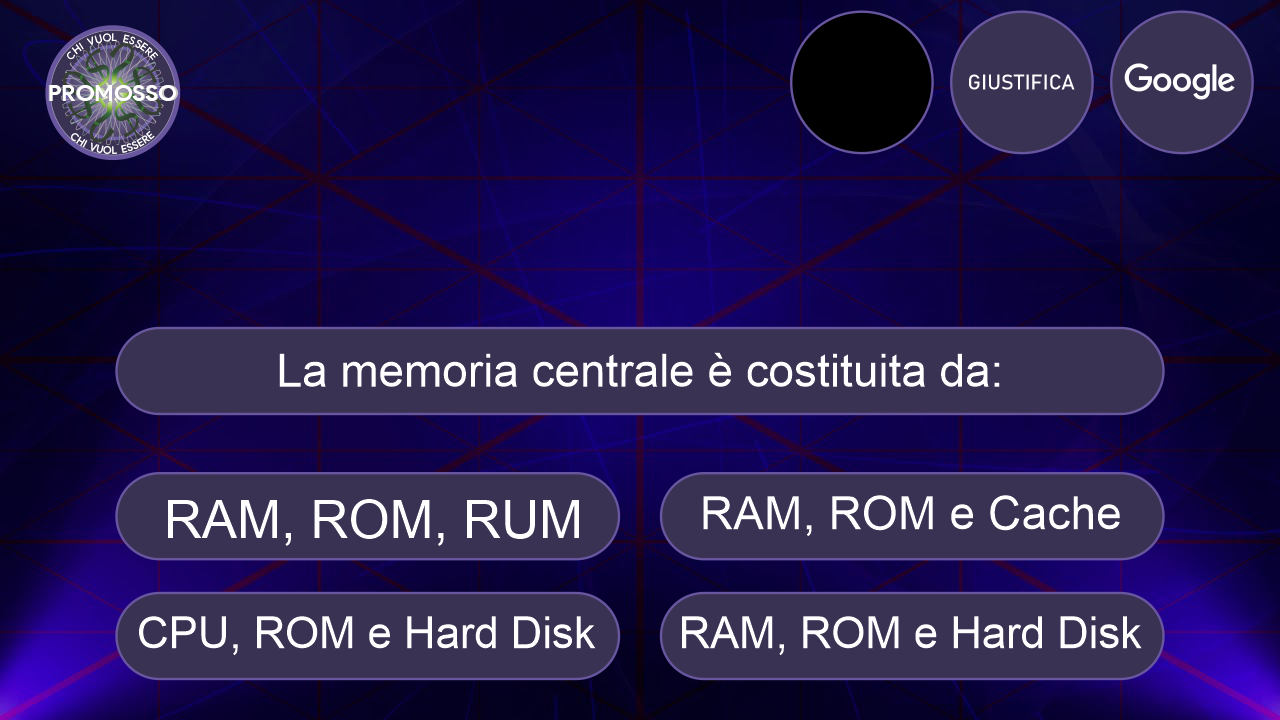 CHI VUOL ESSERE
PROMOSSO
CHI VUOL ESSERE
GIUSTIFICA
Google
La memoria centrale è costituita da:
RAM, ROM, RUM
RAM, ROM e Cache
CPU, ROM e Hard Disk
RAM, ROM e Hard Disk